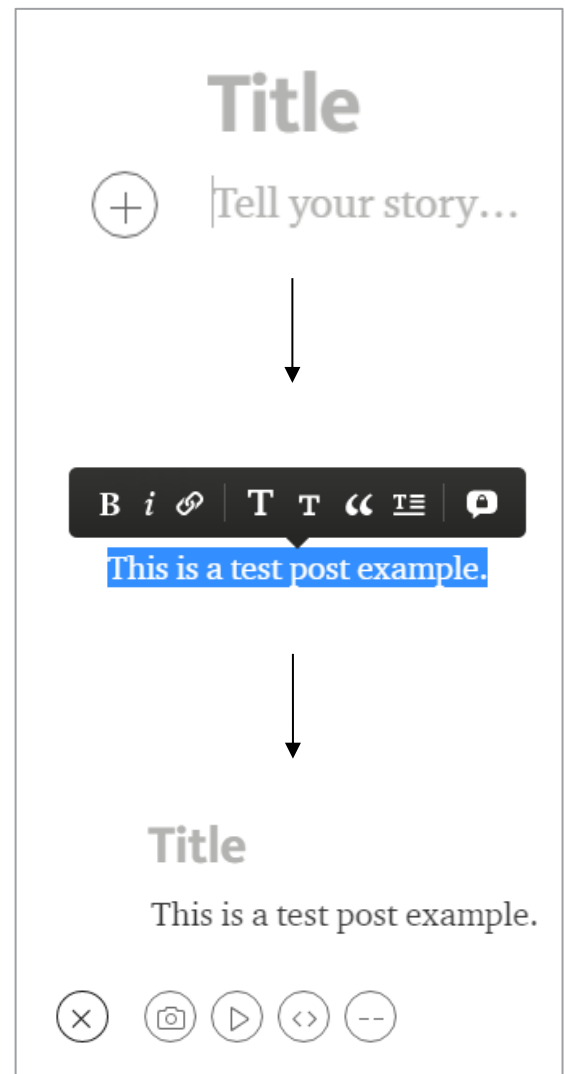 Title
Tell your story…
B i T T “ T
This is a test post example.
Title
This is a test post example.